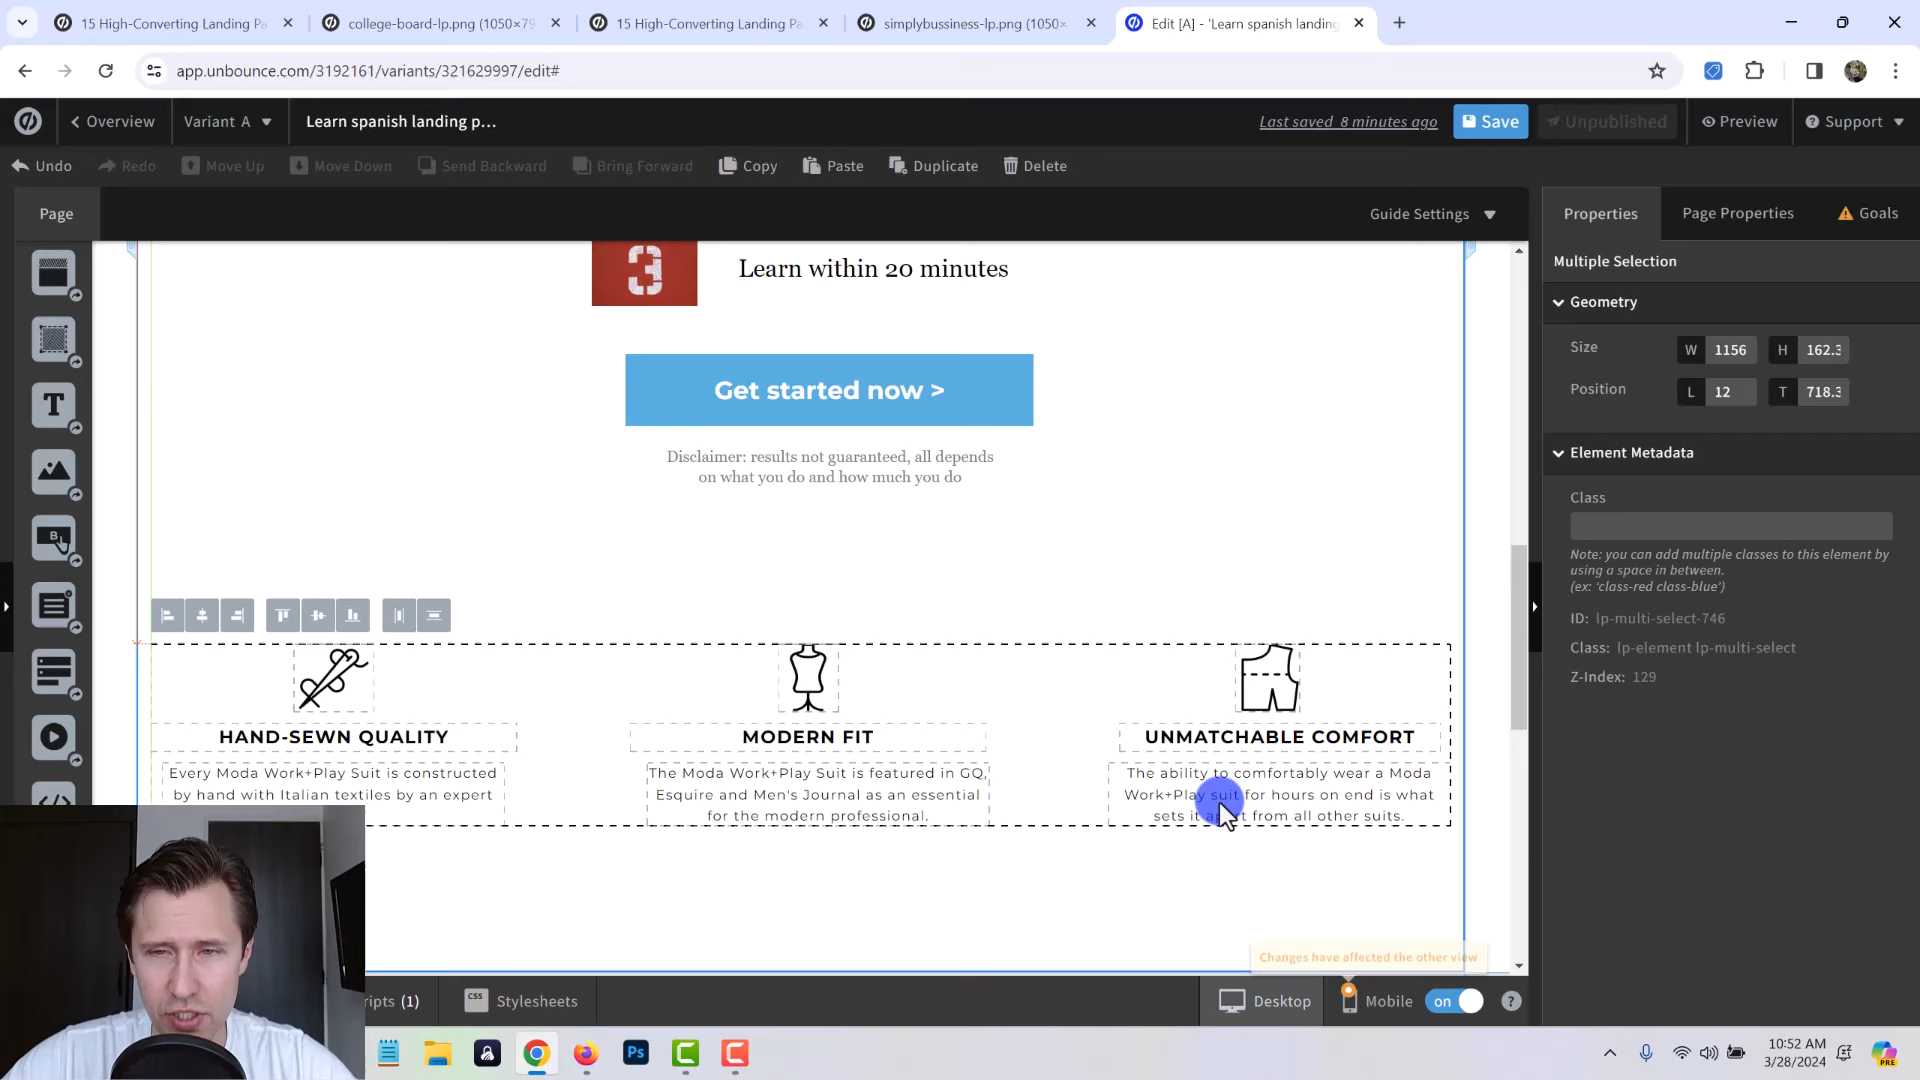 15 High-Converting Landing Pa
college-board-lp.png (1050×79
15 High-Converting Landing Pa
simplybussiness-lp.png (1050×
Edit [A] - 'Learn spanish landing
app.unbounce.com/3192161/variants/321629997/edit#
Overview
Variant A
Learn spanish landing p...
Last saved 8 minutes ago
Save
Unpublished
Preview
Support
Undo
Redo
Move Up
Move Down
Send Backward
Bring Forward
Copy
Paste
Duplicate
Delete
Page
Guide Settings
Properties
Page Properties
Goals
3
Learn within 20 minutes
Get started now >
Disclaimer: results not guaranteed, all depends
on what you do and how much you do
HAND-SEWN QUALITY
Every Moda Work+Play Suit is constructed
by hand with Italian textiles by an expert
MODERN FIT
The Moda Work+Play Suit is featured in GQ,
Esquire and Men's Journal as an essential
for the modern professional.
UNMATCHABLE COMFORT
The ability to comfortably wear a Moda
Work+Play suit for hours on end is what
sets it apart from all other suits.
Multiple Selection
Geometry
Size
W 1156
H 162.3
Position
L 12
T 718.3
Element Metadata
Class
Note: you can add multiple classes to this element by
using a space in between.
(ex: 'class-red class-blue')
ID: lp-multi-select-746
Class: lp-element lp-multi-select
Z-Index: 129
Changes have affected the other view
ripts (1)
CSS
Stylesheets
Desktop
Mobile
on
Ps
10:52 AM
3/28/2024
PRE